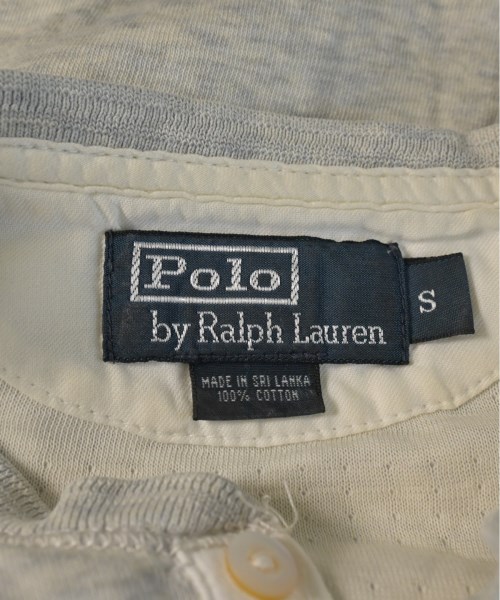 Polo
by Ralph Lauren
S
MADE IN SRI LANKA
100% COTTON